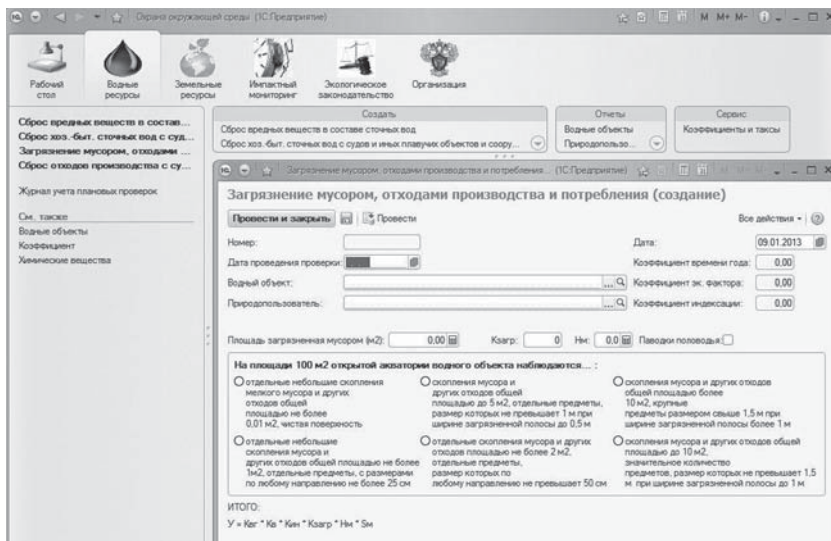 Охрана окружающей среды (1С:Предприятие)
M M+ M-
Рабочий стол
Водные ресурсы
Земельные ресурсы
Импактный мониторинг
Экологическое законодательство
Организация
Сброс вредных веществ в состав...
Сброс хоз.-быт. сточных вод с суд...
Загрязнение мусором, отходами ...
Сброс отходов производства с су...
Журнал учета плановых проверок
См. также
Водные объекты
Коэффициент
Химические вещества
Создать
Сброс вредных веществ в составе сточных вод
Сброс хоз.-быт. сточных вод с судов и иных плавучих объектов и соору...
Отчеты
Водные объекты
Природопользо...
Сервис
Коэффициенты и таксы
Загрязнение мусором, отходами производства и потребления... (1С:Предприятие)
Загрязнение мусором, отходами производства и потребления (создание)
Провести и закрыть
Провести
Все действия
Номер:
Дата: 09.01.2013
Дата проведения проверки:
Коэффициент времени года: 0,00
Водный объект:
Коэффициент эк. фактора: 0,00
Природопользователь:
Коэффициент индексации: 0,00
Площадь загрязненная мусором (м2): 0,00 Кзагр: 0 Нм: 0,0 Паводки половодья:
На площади 100 м2 открытой акватории водного объекта наблюдаются... :
отдельные небольшие скопления
мелкого мусора и других
отходов общей
площадью не более
0,01 м2, чистая поверхность
скопления мусора и
других отходов общей
площадью до 5 м2, отдельные предметы,
размер которых не превышает 1 м при
ширине загрязненной полосы до 0,5 м
скопления мусора и других отходов
общей площадью более
10 м2, крупные
предметы размером свыше 1,5 м при
ширине загрязненной полосы более 1 м
отдельные небольшие
скопления мусора и
других отходов общей площадью не более
1м2, отдельные предметы, с размерами
по любому направлению не более 25 см
отдельные скопления мусора и других
отходов площадью не более 2 м2,
отдельные предметы,
размер которых по
любому направлению не превышает 50 см
скопления мусора и других отходов общей
площадью до 10 м2,
значительное количество
предметов, размер которых не превышает 1,5
м при ширине загрязненной полосы до 1 м
ИТОГО:
У = Квг * Кв * Кин * Кзагр * Нм * Sм